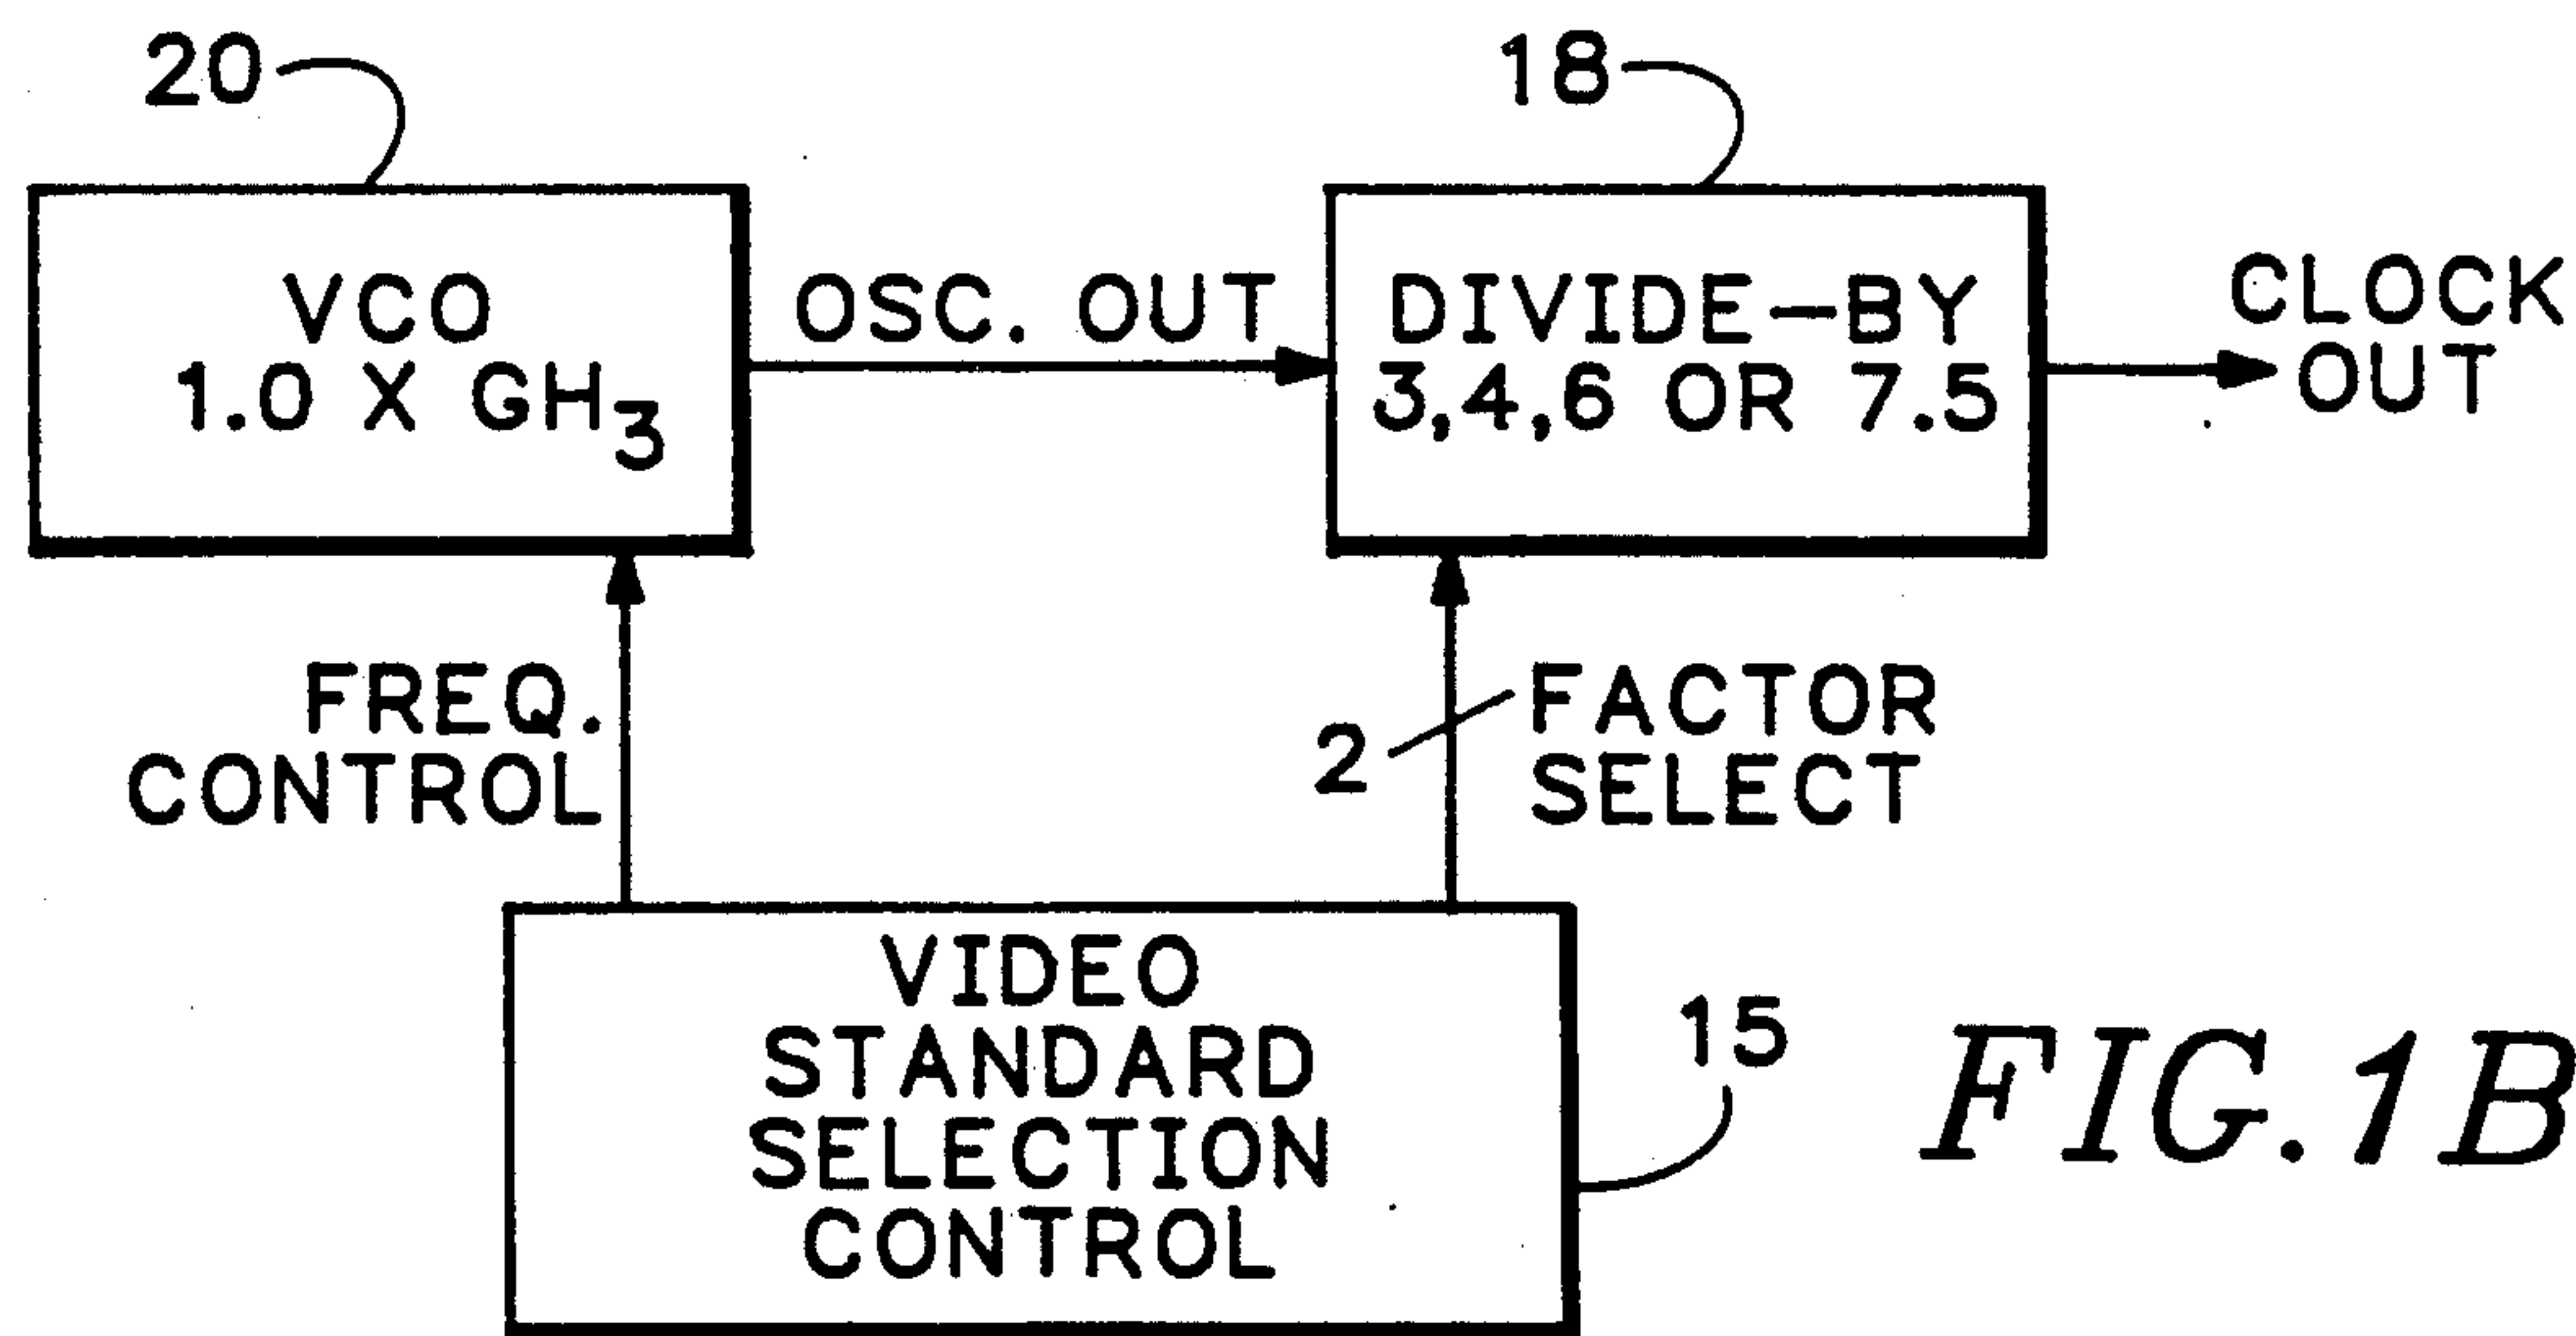 20
18
VCO
1.0 X GH3
OSC. OUT
DIVIDE-BY
3,4,6 OR 7.5
CLOCK
OUT
FREQ.
CONTROL
2
FACTOR
SELECT
VIDEO
STANDARD
SELECTION
CONTROL
15
FIG.1B